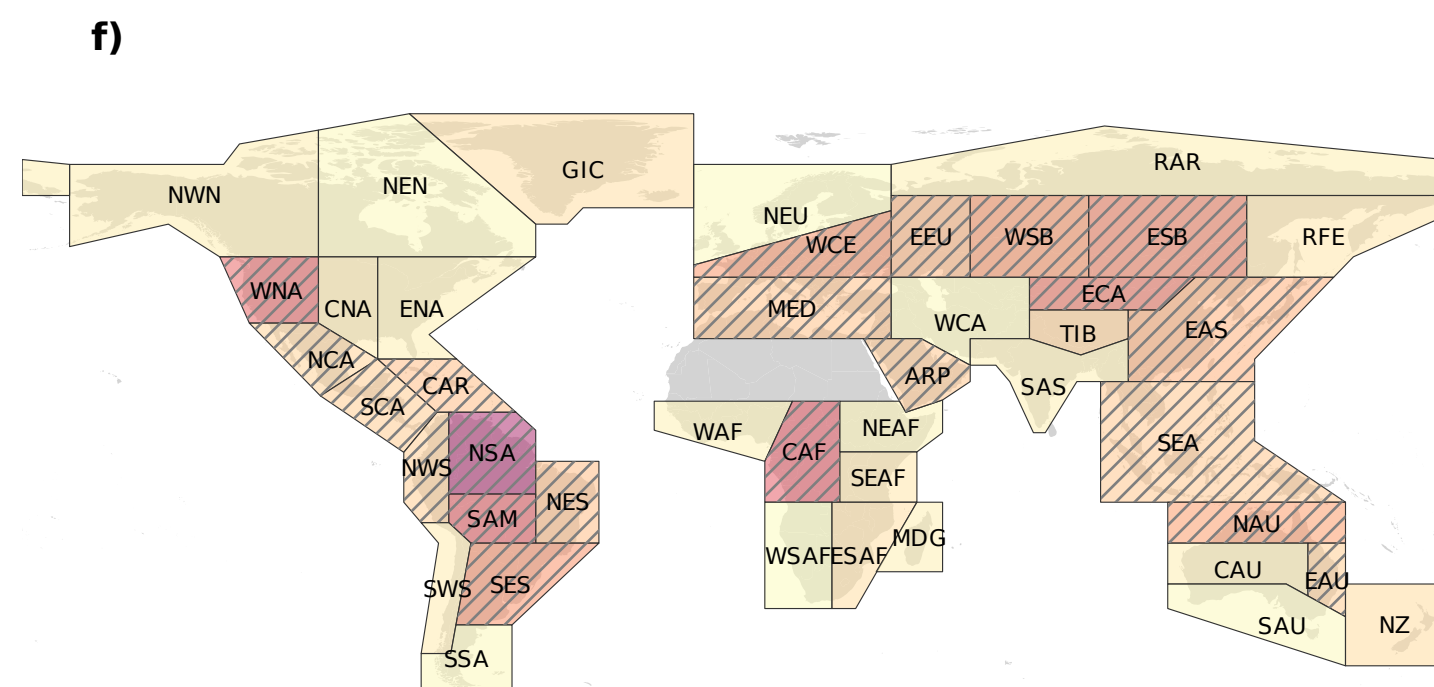 f)
RAR
GIC
NEN
NWN
NEU
WCE
EEU
WSB
ESB
RFE
WNA
CNA
ENA
MED
WCA
ECA
TIB
EAS
NCA
CAR
SCA
ARP
SAS
WAF
NEAF
CAF
SEAF
SEA
NWS
NSA
NES
SAM
WSAF
ESAF
MDG
NAU
SWS
SES
CAU
EAU
SAU
NZ
SSA